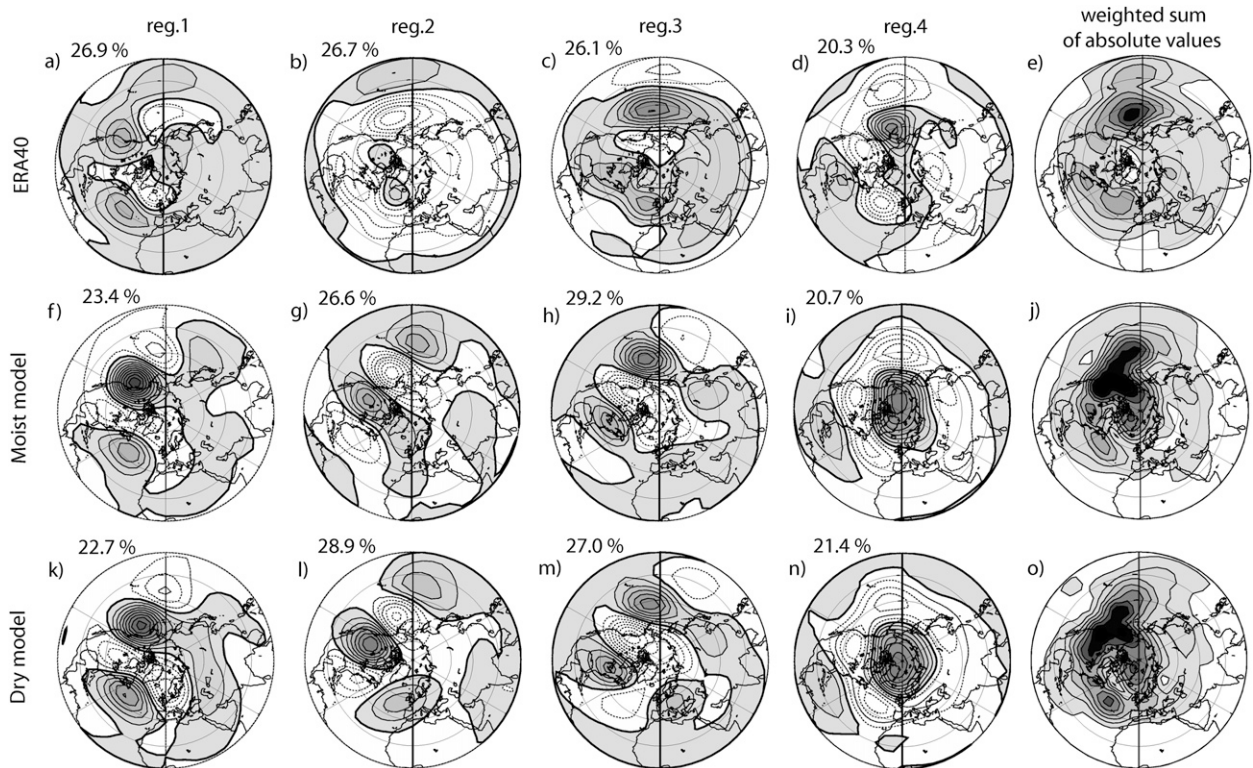 reg.1
reg.2
reg.3
reg.4
weighted sum
of absolute values
ERA40
a)
26.9 %
b)
26.7 %
c)
26.1 %
d)
20.3 %
e)
Moist model
f)
23.4 %
g)
26.6 %
h)
29.2 %
i)
20.7 %
j)
Dry model
k)
22.7 %
l)
28.9 %
m)
27.0 %
n)
21.4 %
o)